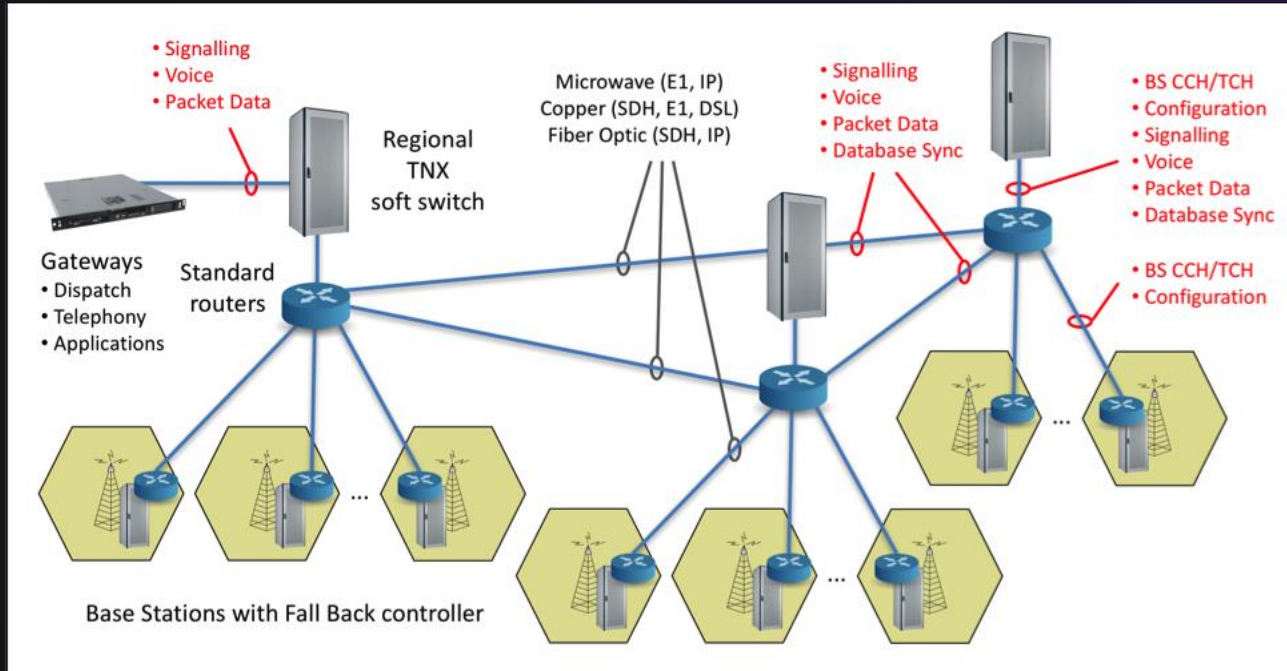 • Signalling
• Voice
• Packet Data
Regional
TNX
soft switch
Microwave (E1, IP)
Copper (SDH, E1, DSL)
Fiber Optic (SDH, IP)
• Signalling
• Voice
• Packet Data
• Database Sync
• BS CCH/TCH
• Configuration
• Signalling
• Voice
• Packet Data
• Database Sync
Gateways
• Dispatch
• Telephony
• Applications
Standard
routers
• BS CCH/TCH
• Configuration
...
...
...
Base Stations with Fall Back controller